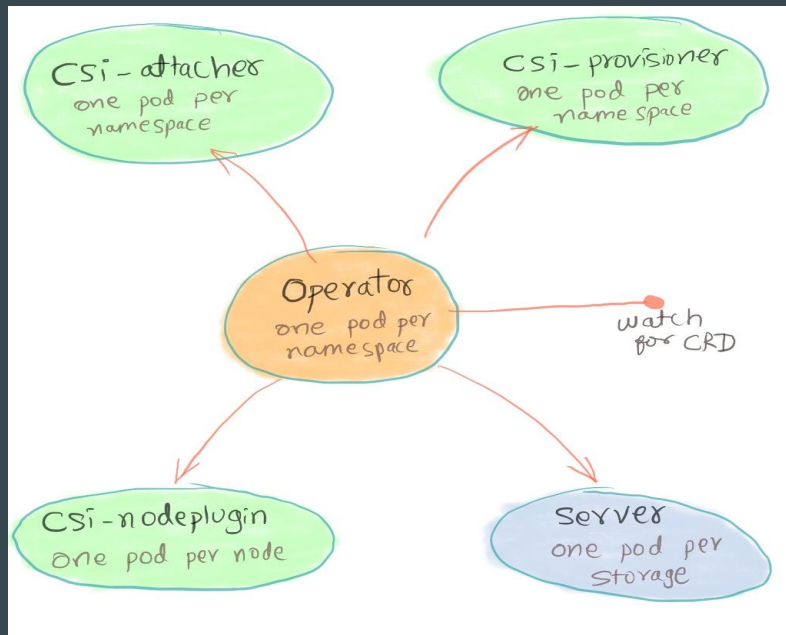 Csi-attacher
one pod per
namespace
Csi-provisioner
one pod per
namespace
Operator
one pod per
namespace
watch
for CRD
Csi-nodeplugin
one pod per node
Server
one pod per
Storage